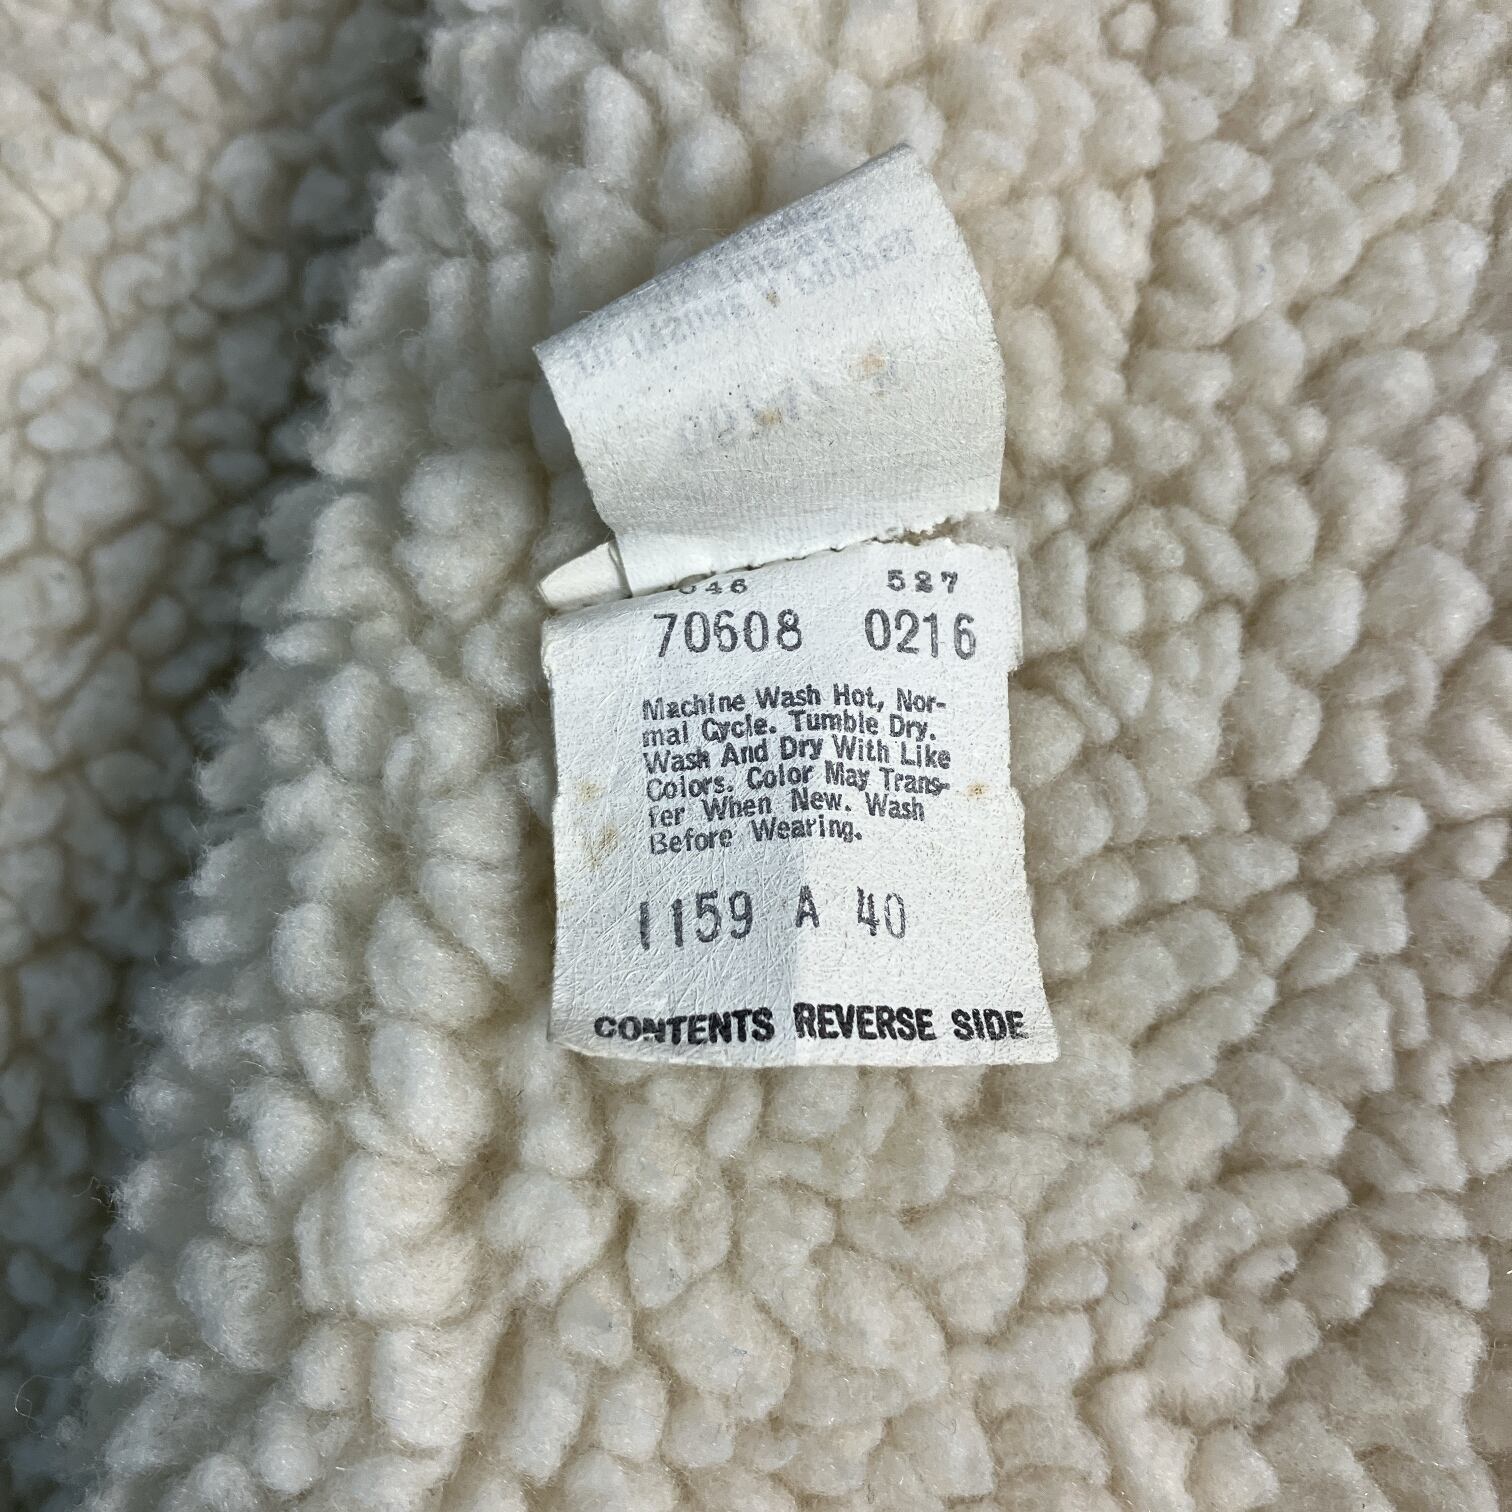 527
70608 0216
Machine Wash Hot, Nor-
mal Cycle. Tumble Dry.
Wash And Dry With Like
Colors. Color May Trans-
fer When New. Wash
Before Wearing.
1159 A 40
CONTENTS REVERSE SIDE